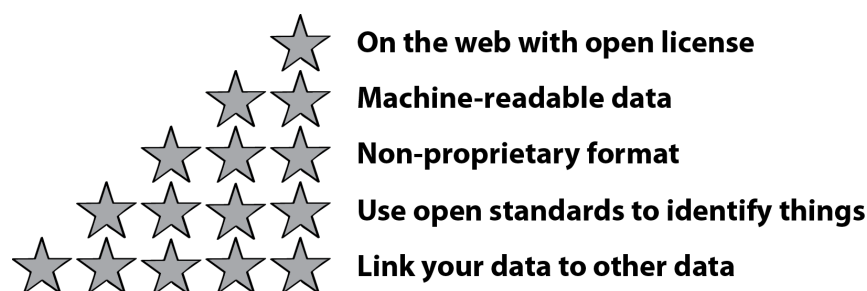 On the web with open license
Machine-readable data
Non-proprietary format
Use open standards to identify things
Link your data to other data